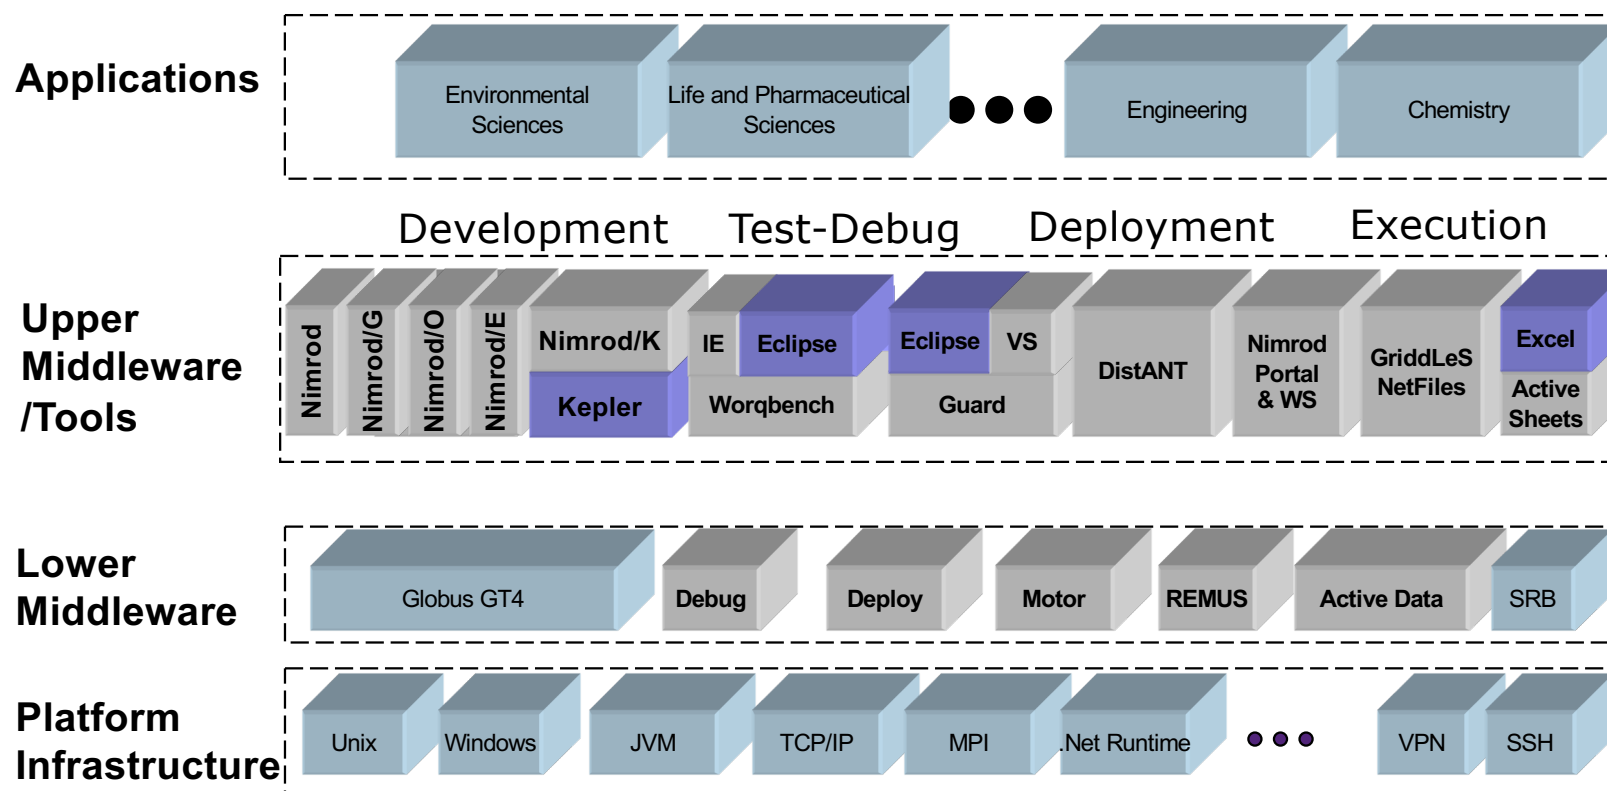 Applications
Environmental
Sciences
Life and Pharmaceutical
Sciences
Engineering
Chemistry
Development
Test-Debug
Deployment
Execution
Upper
Middleware
/Tools
Nimrod
Nimrod/G
Nimrod/O
Nimrod/E
Nimrod/K
Kepler
IE
Eclipse
Worqbench
Eclipse
VS
Guard
DistANT
Nimrod
Portal
& WS
GriddLeS
NetFiles
Excel
Active
Sheets
Lower
Middleware
Globus GT4
Debug
Deploy
Motor
REMUS
Active Data
SRB
Platform
Infrastructure
Unix
Windows
JVM
TCP/IP
MPI
.Net Runtime
VPN
SSH